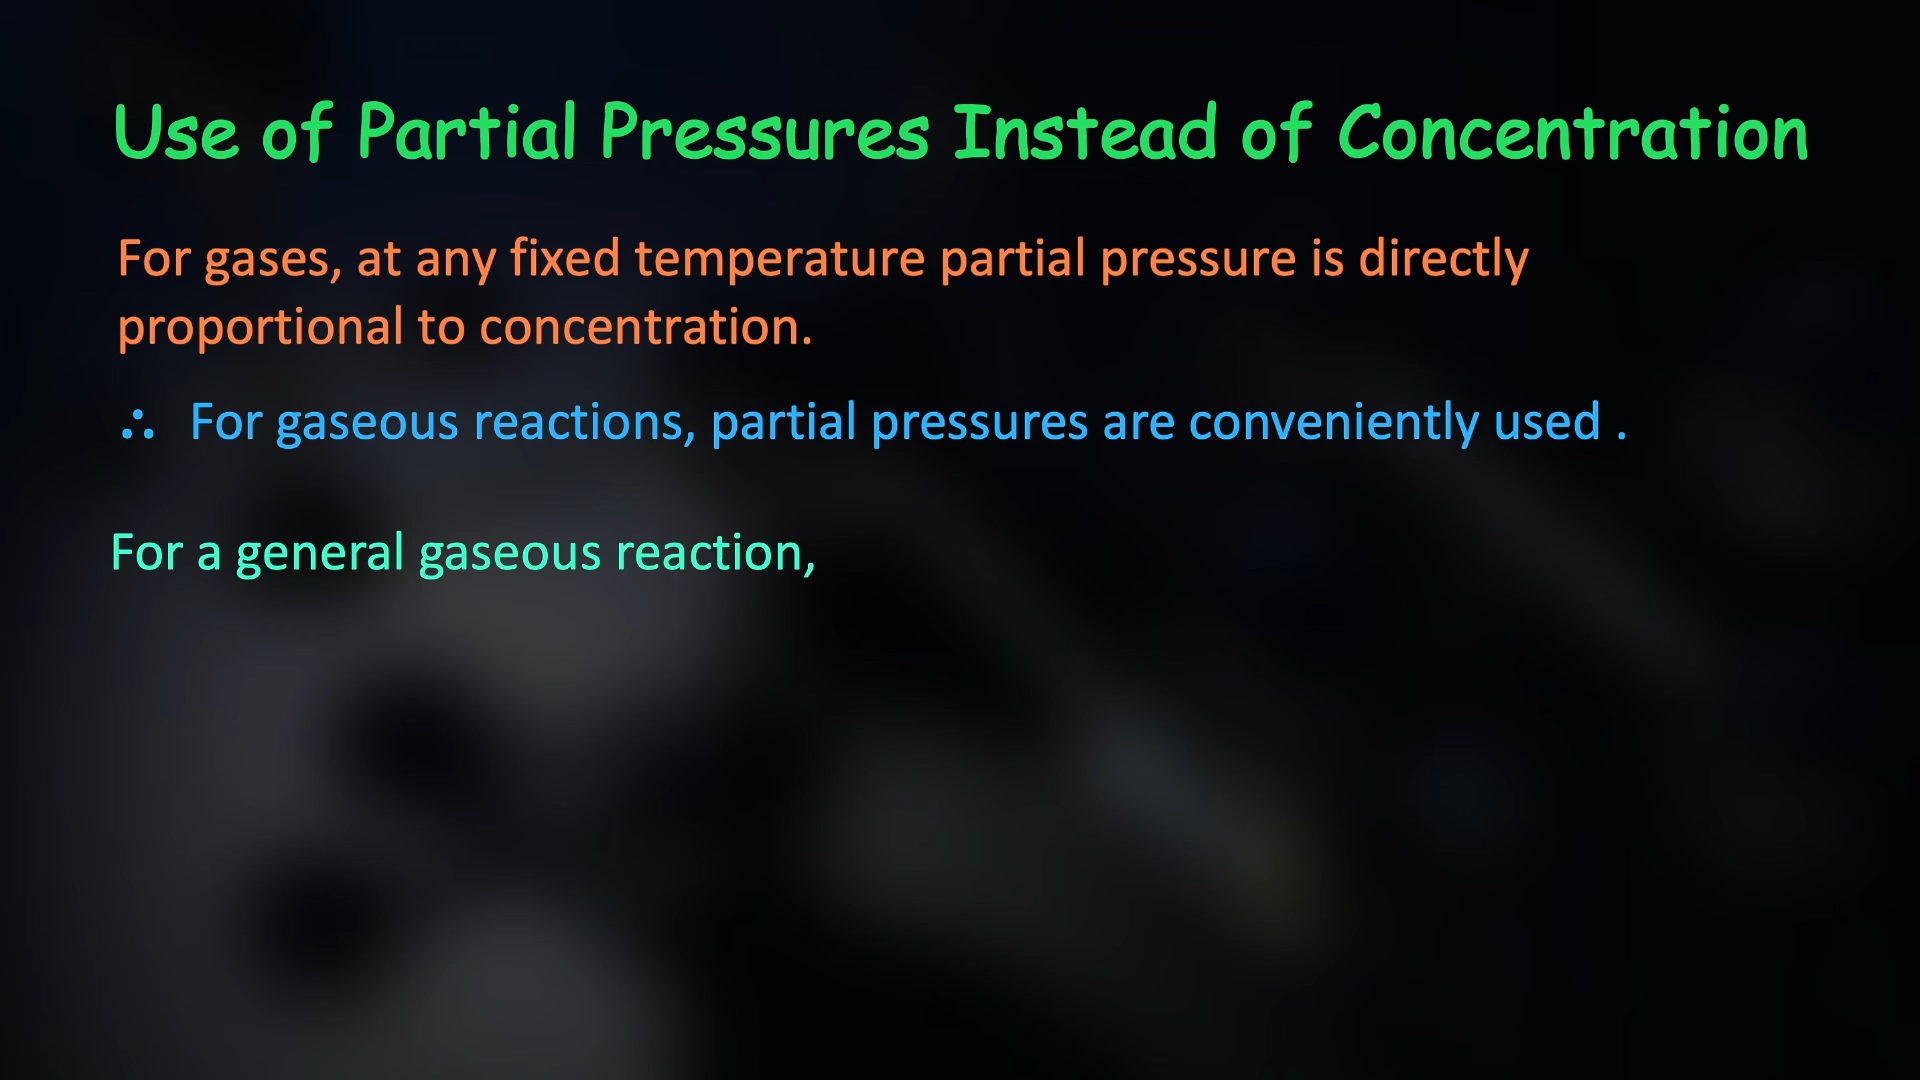 Use of Partial Pressures Instead of Concentration
For gases, at any fixed temperature partial pressure is directly
proportional to concentration.
∴ For gaseous reactions, partial pressures are conveniently used .
For a general gaseous reaction,